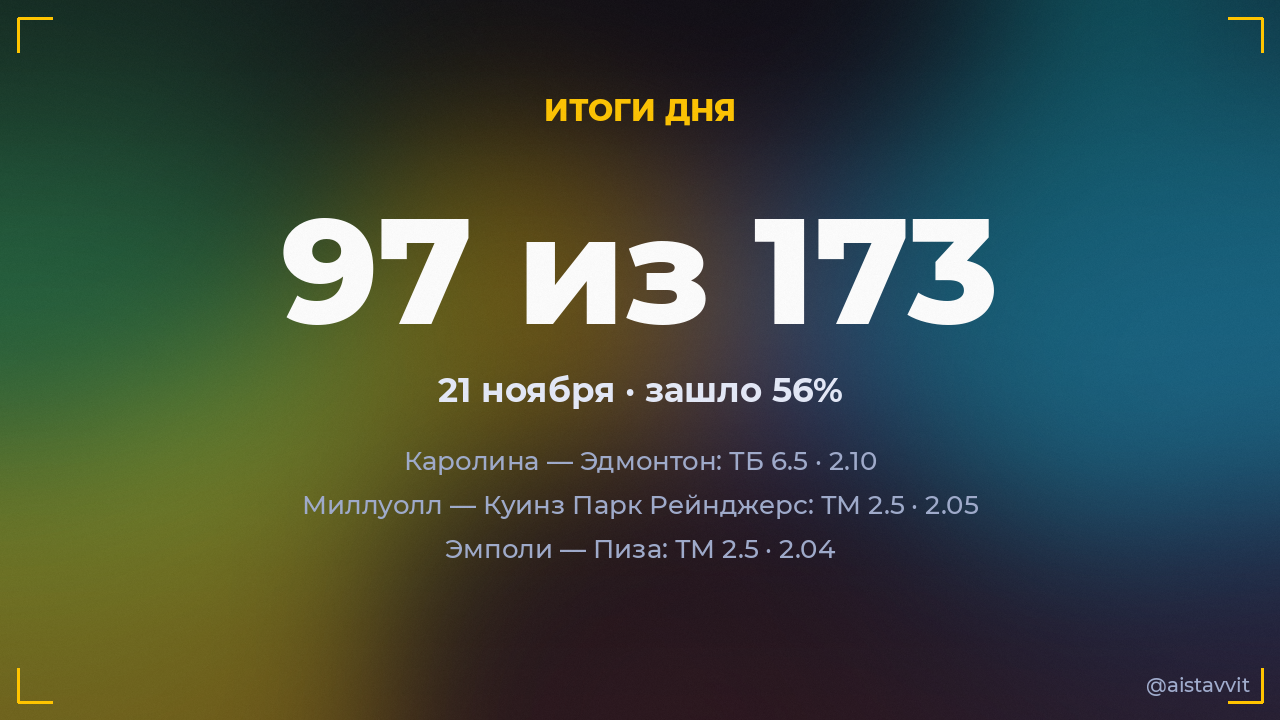 ИТОГИ ДНЯ
97 из 173
21 ноября · зашло 56%
Каролина — Эдмонтон: ТБ 6.5 · 2.10
Миллуолл — Куинз Парк Рейнджерс: ТМ 2.5 · 2.05
Эмполи — Пиза: ТМ 2.5 · 2.04
@aistavvit